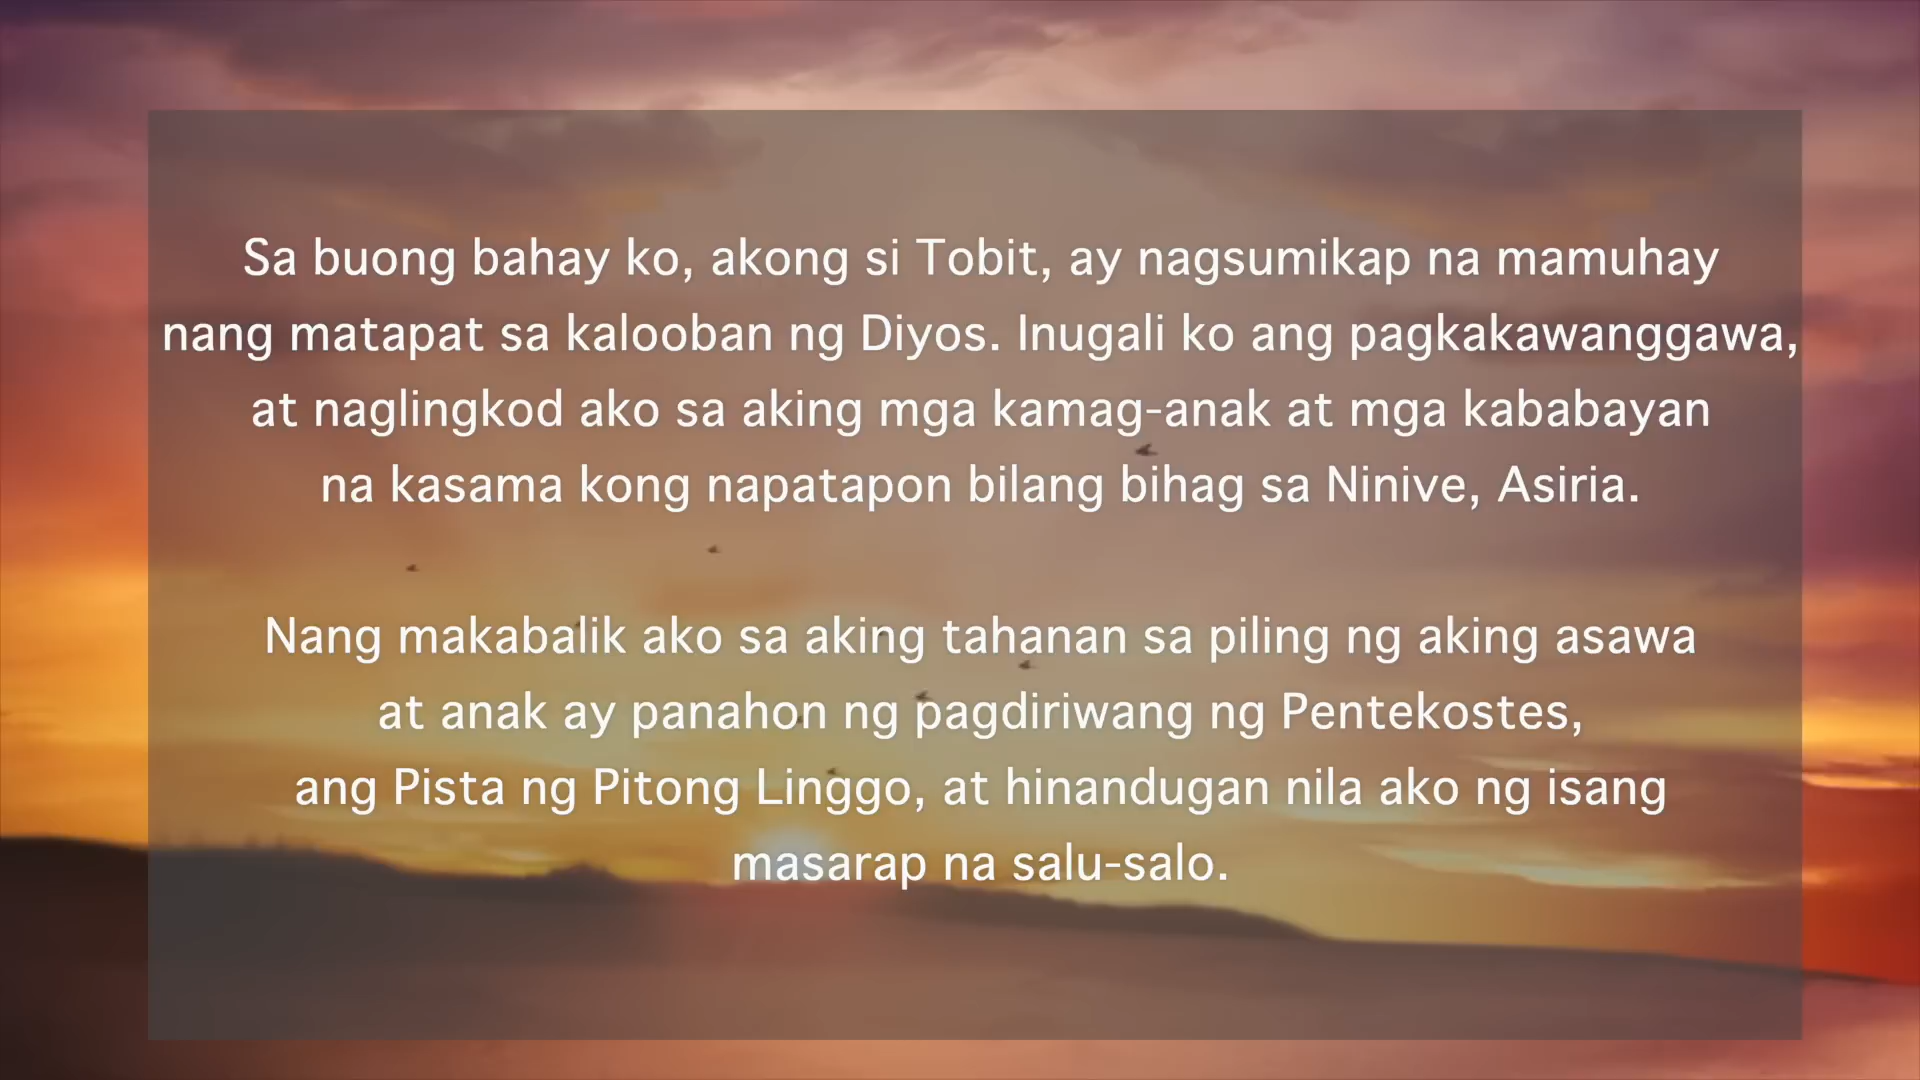 Sa buong bahay ko, akong si Tobit, ay nagsumikap na mamuhay
nang matapat sa kalooban ng Diyos. Inugali ko ang pagkakawanggawa,
at naglingkod ako sa aking mga kamag-anak at mga kababayan
na kasama kong napatapon bilang bihag sa Ninive, Asiria.
Nang makabalik ako sa aking tahanan sa piling ng aking asawa
at anak ay panahon ng pagdiriwang ng Pentekostes,
ang Pista ng Pitong Linggo, at hinandugan nila ako ng isang
masarap na salu-salo.